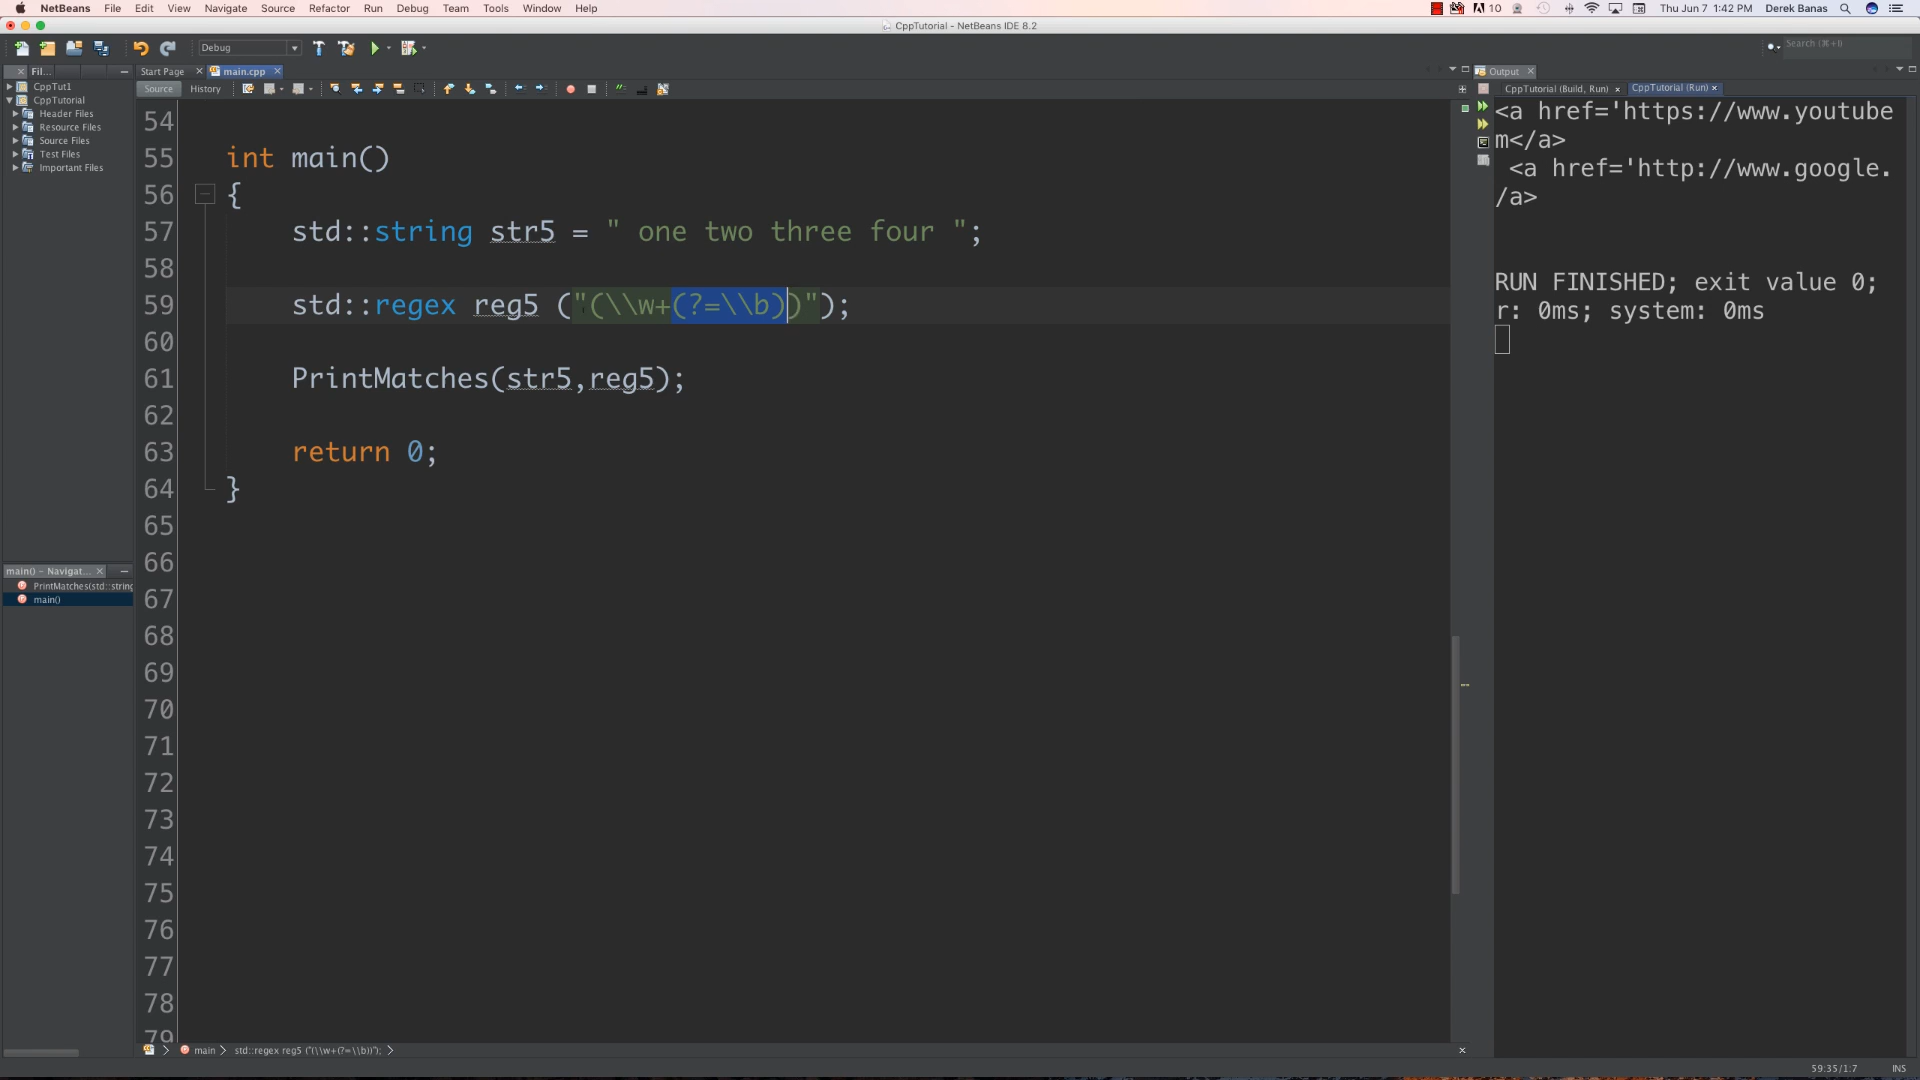 NetBeans File Edit View Navigate Source Refactor Run Debug Team Tools Window Help
10 Thu Jun 7 1:42 PM Derek Banas
CppTutorial - NetBeans IDE 8.2
Debug
Search (⌘+I)
Fil...
CppTut1
CppTutorial
Header Files
Resource Files
Source Files
Test Files
Important Files
Start Page main.cpp
Source History
54
55 int main()
56 {
57 std::string str5 = " one two three four ";
58
59 std::regex reg5 ("(\\w+(?=\\b))");
60
61 PrintMatches(str5,reg5);
62
63 return 0;
64 }
65
66
67
68
69
70
71
72
73
74
75
76
77
78
79
main() - Navigat...
PrintMatches(std::string
main()
Output
CppTutorial (Build, Run) CppTutorial (Run)
<a href='https://www.youtube
m</a>
<a href='http://www.google.
/a>
RUN FINISHED; exit value 0;
r: 0ms; system: 0ms
main std::regex reg5 ("(\\w+(?=\\b))");
59:35/1:7 INS